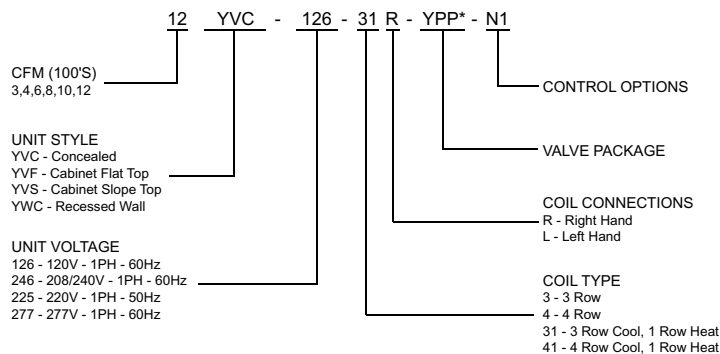 12 YVC - 126 - 31 R - YPP* - N1
CFM (100'S)
3,4,6,8,10,12
UNIT STYLE
YVC - Concealed
YVF - Cabinet Flat Top
YVS - Cabinet Slope Top
YWC - Recessed Wall
UNIT VOLTAGE
126 - 120V - 1PH - 60Hz
246 - 208/240V - 1PH - 60Hz
225 - 220V - 1PH - 50Hz
277 - 277V - 1PH - 60Hz
CONTROL OPTIONS
VALVE PACKAGE
COIL CONNECTIONS
R - Right Hand
L - Left Hand
COIL TYPE
3 - 3 Row
4 - 4 Row
31 - 3 Row Cool, 1 Row Heat
41 - 4 Row Cool, 1 Row Heat